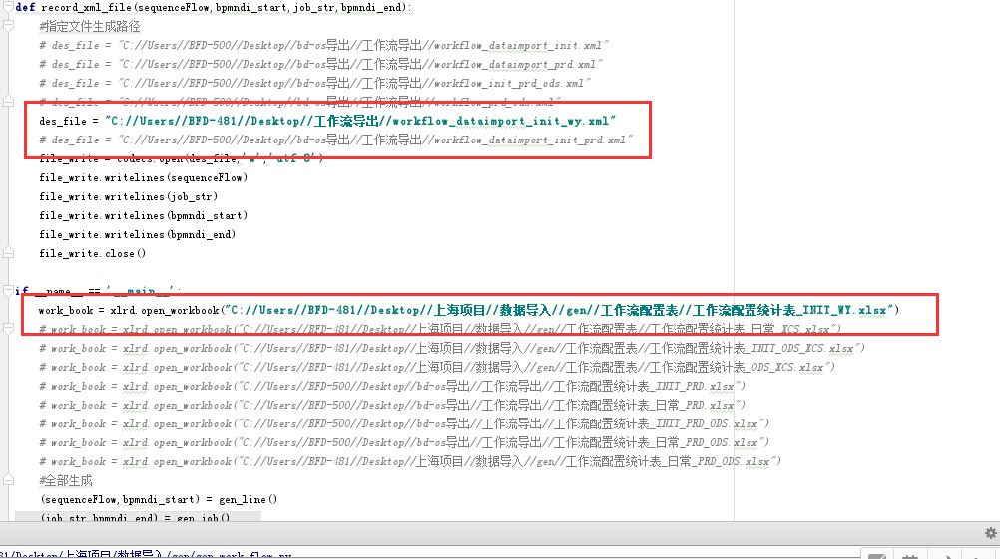 def record_xml_file(sequenceFlow,bpmndi_start,job_str,bpmndi_end):
#指定文件生成路径
# des_file = "C://Users//BFD-500//Desktop//bd-os导出//工作流导出//workflow_dataimport_init.xml"
# des_file = "C://Users//BFD-500//Desktop//bd-os导出//工作流导出//workflow_dataimport_prd.xml"
# des_file = "C://Users//BFD-500//Desktop//bd-os导出//工作流导出//workflow_init_prd_ods.xml"
# des_file = "C://Users//BFD-500//Desktop//bd-os导出//工作流导出//workflow_prd_ods.xml"
des_file = "C://Users//BFD-481//Desktop//工作流导出//workflow_dataimport_init_wy.xml"
# des_file = "C://Users//BFD-500//Desktop//bd-os导出//工作流导出//workflow_dataimport_init_prd.xml"
file_write = codecs.open(des_file,'w','utf-8')
file_write.writelines(sequenceFlow)
file_write.writelines(job_str)
file_write.writelines(bpmndi_start)
file_write.writelines(bpmndi_end)
file_write.close()
if __name__ == '__main__':
work_book = xlrd.open_workbook("C://Users//BFD-481//Desktop//上海项目//数据导入//gen//工作流配置表//工作流配置统计表_INIT_WY.xlsx")
# work_book = xlrd.open_workbook("C://Users//BFD-481//Desktop//上海项目//数据导入//gen//工作流配置表//工作流配置统计表_日常_XCS.xlsx")
# work_book = xlrd.open_workbook("C://Users//BFD-481//Desktop//上海项目//数据导入//gen//工作流配置表//工作流配置统计表_INIT_ODS_XCS.xlsx")
# work_book = xlrd.open_workbook("C://Users//BFD-481//Desktop//上海项目//数据导入//gen//工作流配置表//工作流配置统计表_ODS_XCS.xlsx")
# work_book = xlrd.open_workbook("C://Users//BFD-500//Desktop//bd-os导出//工作流导出//工作流配置统计表_INIT_PRD.xlsx")
# work_book = xlrd.open_workbook("C://Users//BFD-500//Desktop//bd-os导出//工作流导出//工作流配置统计表_日常_PRD.xlsx")
# work_book = xlrd.open_workbook("C://Users//BFD-500//Desktop//bd-os导出//工作流导出//工作流配置统计表_INIT_PRD_ODS.xlsx")
# work_book = xlrd.open_workbook("C://Users//BFD-500//Desktop//bd-os导出//工作流导出//工作流配置统计表_日常_PRD_ODS.xlsx")
# work_book = xlrd.open_workbook("C://Users//BFD-481//Desktop//上海项目//数据导入//gen//工作流配置统计表_日常_PRD_ODS.xlsx")
#全部生成
(sequenceFlow,bpmndi_start) = gen_line()
(job_str,bpmndi_end) = gen_job()
81/Desktop/上海项目/数据导入/gen/gen_work_flow.py